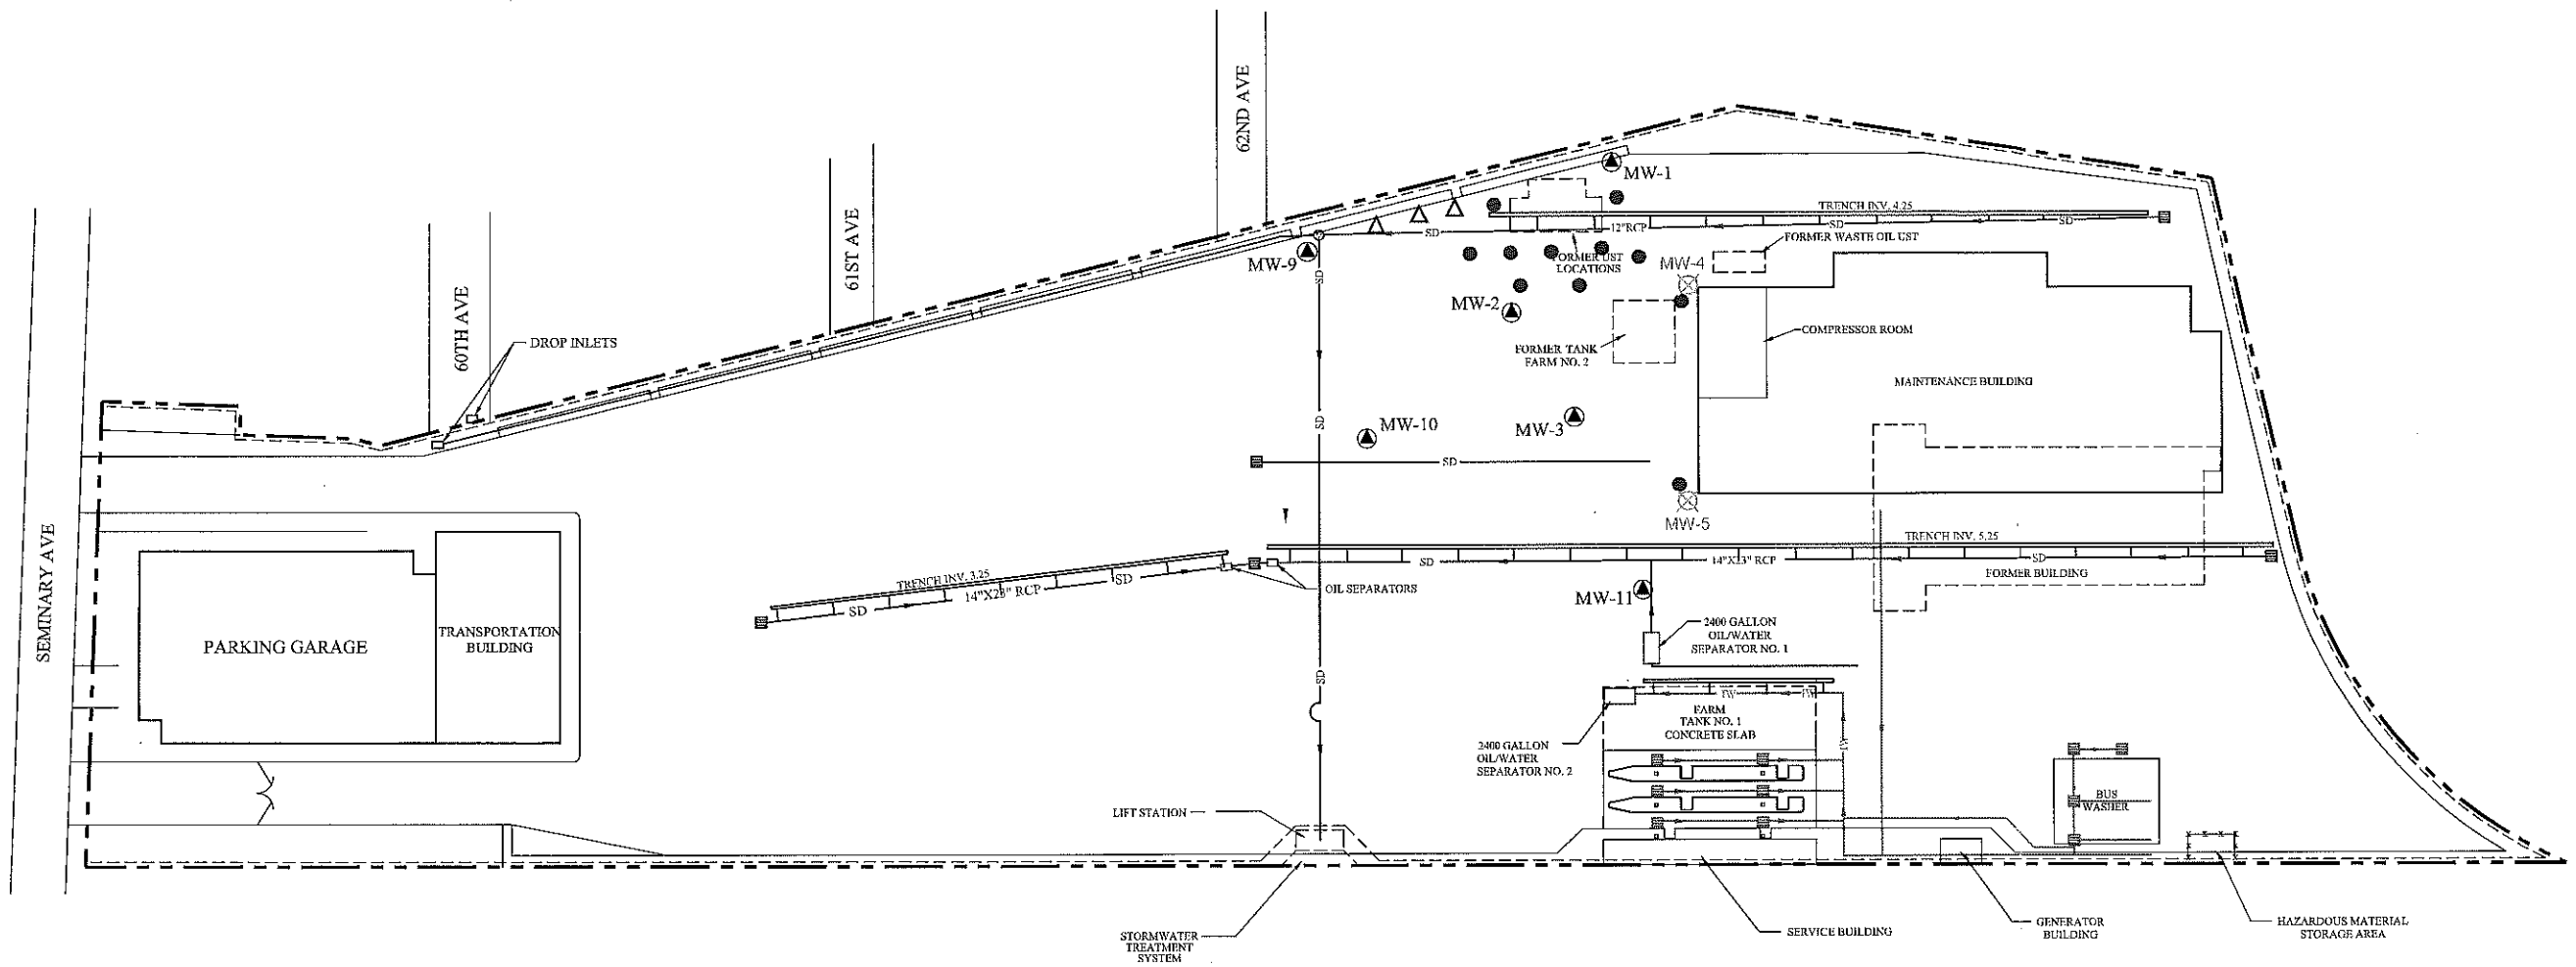 62ND AVE
61ST AVE
60TH AVE
SEMINARY AVE
DROP INLETS
MW-1
TRENCH INV. 4.25
SD
12"RCP
SD
SD
FORMER WASTE OIL UST
FORMER UST
LOCATIONS
MW-9
SD
MW-4
MW-2
COMPRESSOR ROOM
FORMER TANK
FARM NO. 2
MAINTENANCE BUILDING
MW-10
MW-3
SD
SD
MW-5
TRENCH INV. 5.25
SD
14"X23" RCP
SD
FORMER BUILDING
TRENCH INV. 3.25
SD
14"X23" RCP
SD
OIL SEPARATORS
MW-11
2400 GALLON
OIL/WATER
SEPARATOR NO. 1
PARKING GARAGE
TRANSPORTATION
BUILDING
SD
IW
IW
FARM
TANK NO. 1
CONCRETE SLAB
IW
2400 GALLON
OIL/WATER
SEPARATOR NO. 2
BUS
WASHER
LIFT STATION
STORMWATER
TREATMENT
SYSTEM
SERVICE BUILDING
GENERATOR
BUILDING
HAZARDOUS MATERIAL
STORAGE AREA